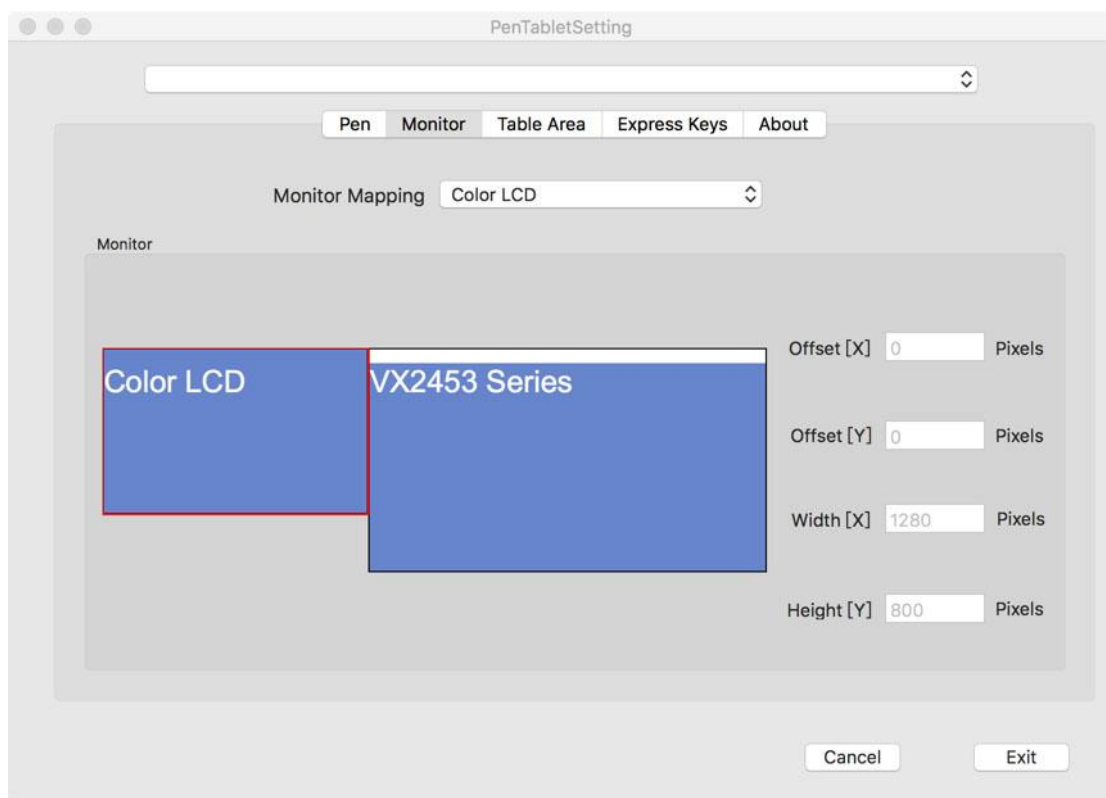 PenTabletSetting
Pen Monitor Table Area Express Keys About
Monitor Mapping Color LCD
Monitor
Offset [X] 0 Pixels
Color LCD VX2453 Series
Offset [Y] 0 Pixels
Width [X] 1280 Pixels
Height [Y] 800 Pixels
Cancel Exit